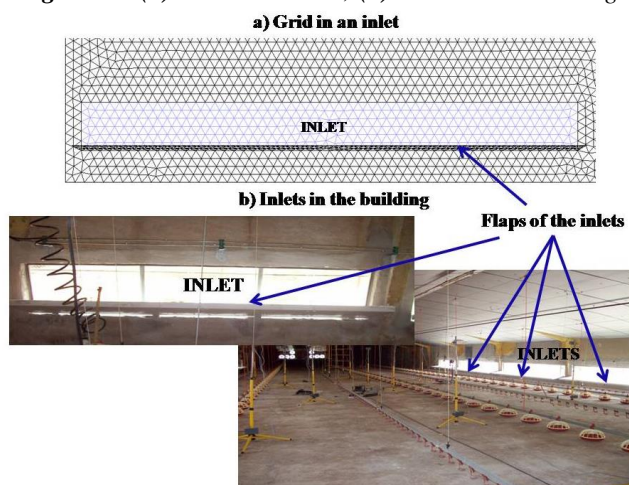 a) Grid in an inlet
INLET
b) Inlets in the building
Flaps of the inlets
INLET
INLETS